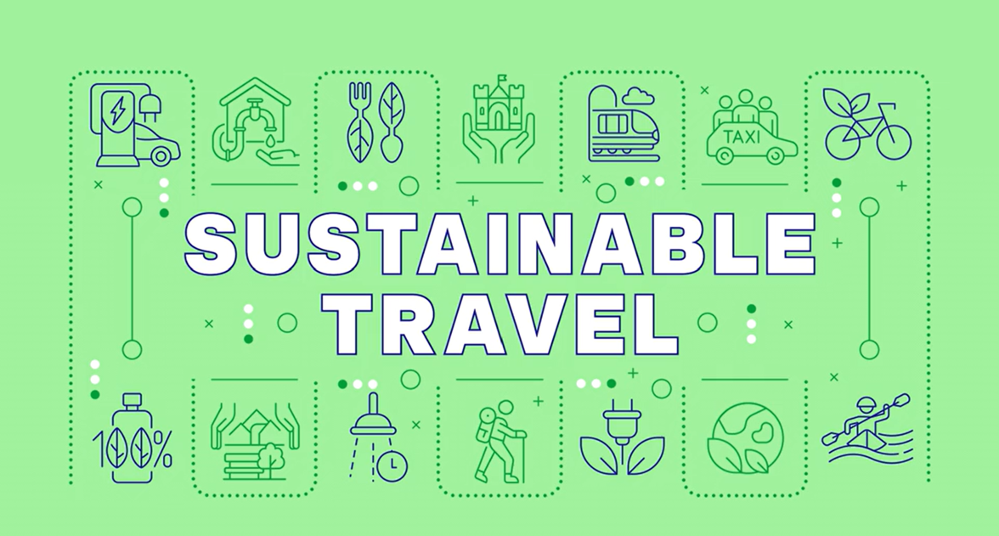 TAXI
SUSTAINABLE
TRAVEL
100%